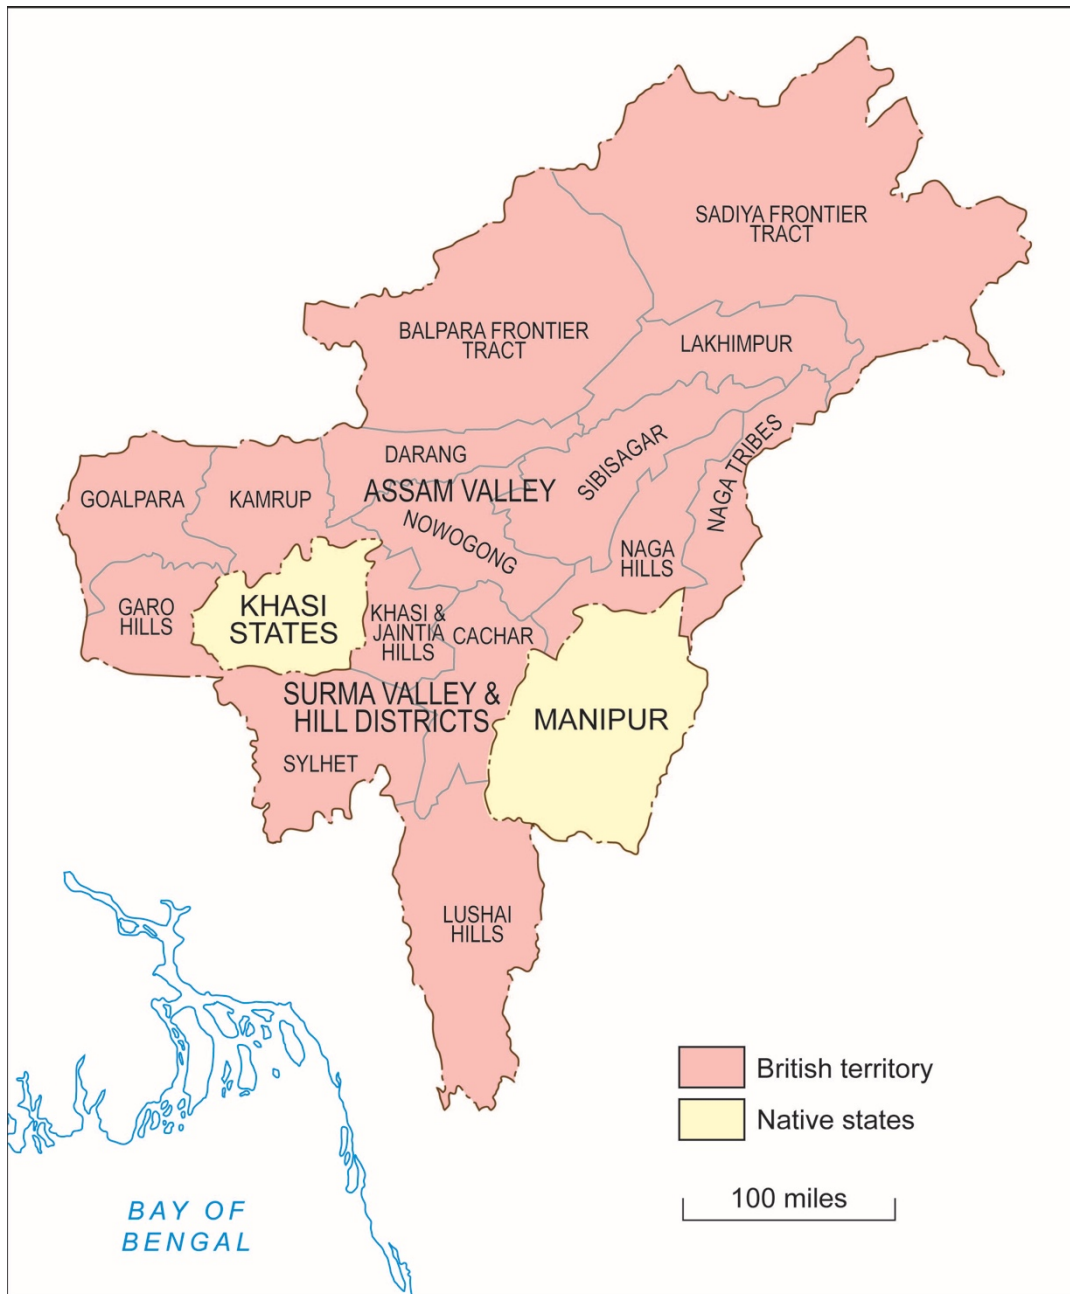 SADIYA FRONTIER
TRACT
BALPARA FRONTIER
TRACT
LAKHIMPUR
DARANG
SIBISAGAR
NAGA TRIBES
GOALPARA
KAMRUP
ASSAM VALLEY
NOWOGONG
NAGA
HILLS
GARO
HILLS
KHASI
STATES
KHASI &
JAINTIA
HILLS
CACHAR
SURMA VALLEY &
HILL DISTRICTS
MANIPUR
SYLHET
LUSHAI
HILLS
British territory
Native states
100 miles
BAY OF
BENGAL